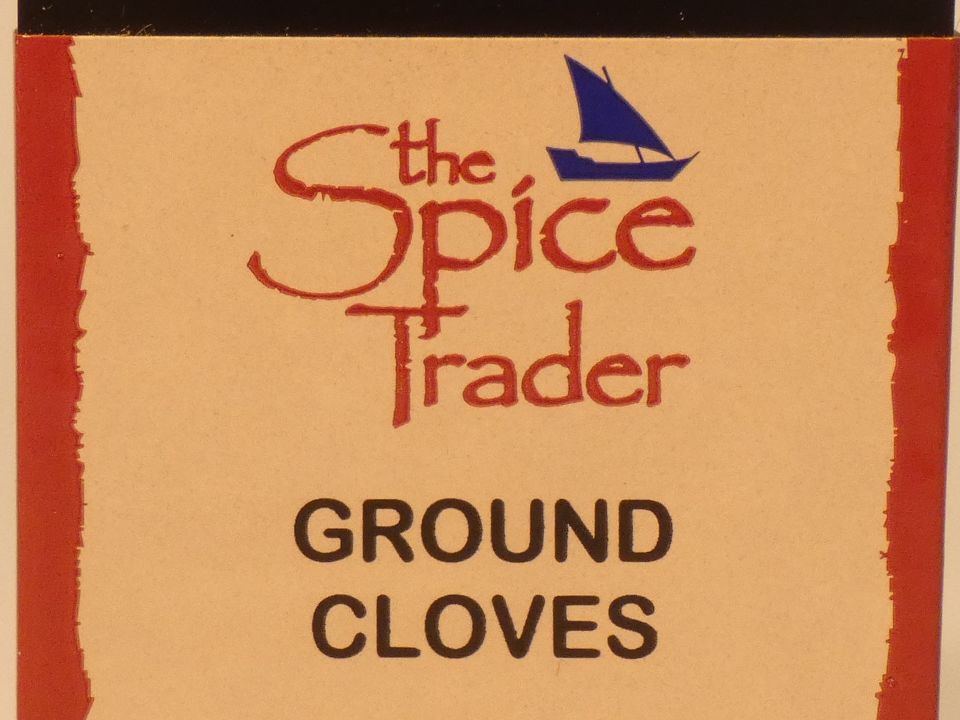 the
Spice
Trader
GROUND
CLOVES